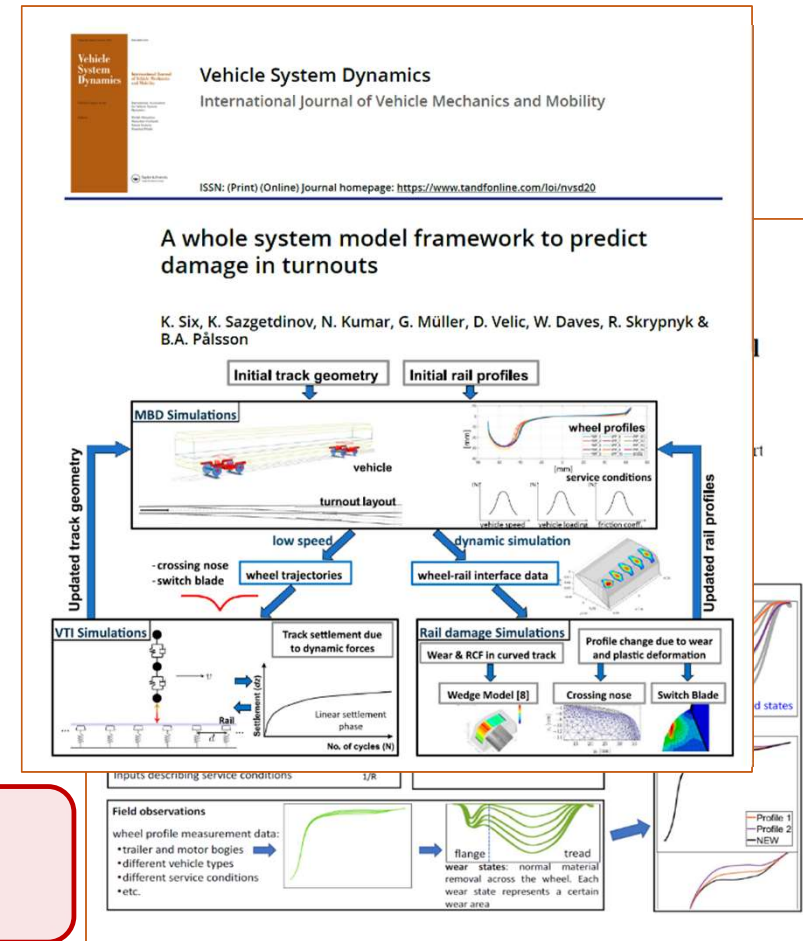 Vehicle
System
Dynamics
Vehicle System Dynamics
International Journal of Vehicle Mechanics and Mobility
ISSN: (Print) (Online) Journal homepage: https://www.tandfonline.com/loi/nvsd20
A whole system model framework to predict
damage in turnouts
K. Six, K. Sazgetdinov, N. Kumar, G. Müller, D. Velic, W. Daves, R. Skrypnyk &
B.A. Pålsson
Initial track geometry
Initial rail profiles
MBD Simulations
wheel profiles
[mm]
[mm]
vehicle
service conditions
turnout layout
vehicle speed
vehicle loading
friction coeff.
Updated track geometry
Updated rail profiles
low speed
dynamic simulation
- crossing nose
- switch blade
wheel trajectories
wheel-rail interface data
VTI Simulations
Track settlement due
to dynamic forces
Settlement (dz)
Linear settlement
phase
No. of cycles (N)
Rail
d
Rail damage Simulations
Wear & RCF in curved track
Profile change due to wear
and plastic deformation
Wedge Model [8]
Crossing nose
Switch Blade
d states
Inputs describing service conditions
1/R
Field observations
wheel profile measurement data:
•trailer and motor bogies
•different vehicle types
•different service conditions
•etc.
flange
tread
wear states: normal material
removal across the wheel. Each
wear state represents a certain
wear area
Profile 1
Profile 2
NEW